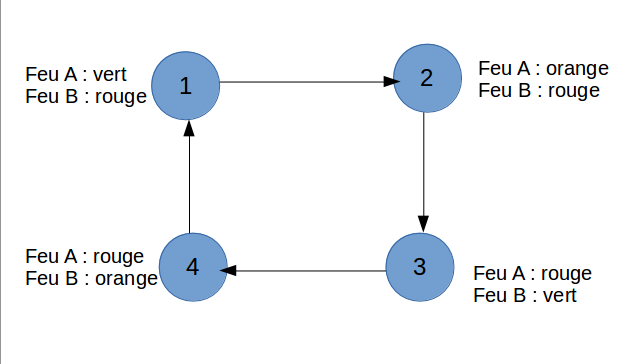 Feu A : vert
Feu B : rouge
1
2
Feu A : orange
Feu B : rouge
Feu A : rouge
Feu B : orange
4
3
Feu A : rouge
Feu B : vert